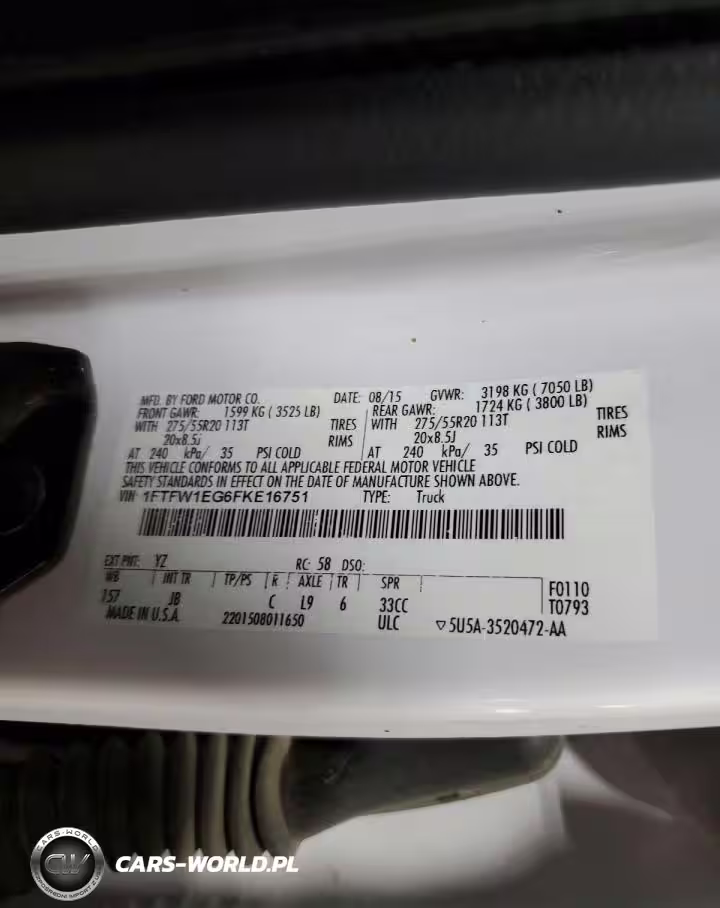 MFD. BY FORD MOTOR CO. DATE: 08/15 GVWR: 3198 KG ( 7050 LB)
FRONT GAWR: 1599 KG ( 3525 LB) REAR GAWR: 1724 KG ( 3800 LB)
WITH 275/55R20 113T TIRES WITH 275/55R20 113T TIRES
20x8.5J RIMS 20x8.5J RIMS
AT 240 kPa/ 35 PSI COLD AT 240 kPa/ 35 PSI COLD
THIS VEHICLE CONFORMS TO ALL APPLICABLE FEDERAL MOTOR VEHICLE
SAFETY STANDARDS IN EFFECT ON THE DATE OF MANUFACTURE SHOWN ABOVE.
VIN: 1FTFW1EG6FKE16751 TYPE: Truck
EXT PNT: YZ RC: 58 DSO:
WB INT TR TP/PS R AXLE TR SPR F0110
157 JB C L9 6 33CC T0793
MADE IN U.S.A. 2201508011650 ULC ▽5U5A-3520472-AA
CARS-WORLD
CW
CARS-WORLD.PL